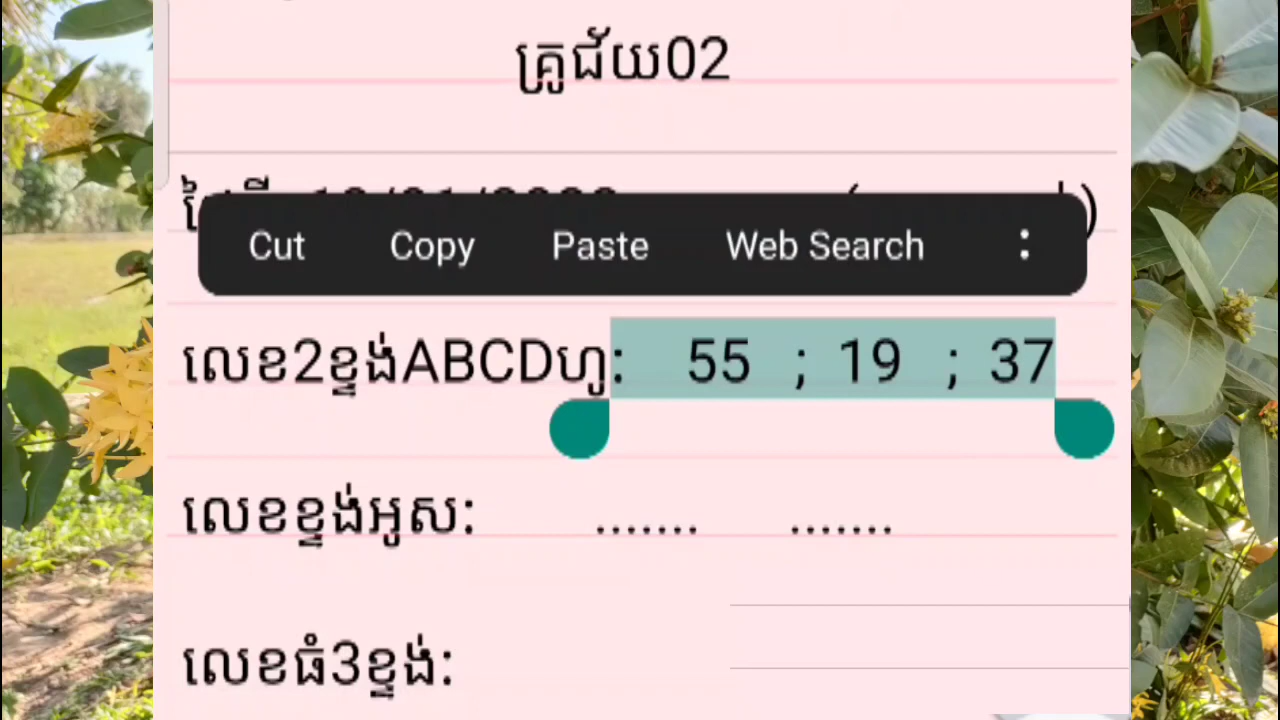 គ្រូជ័យ02
Cut Copy Paste Web Search
លេខ2ខ្ទង់ABCDហូ: 55 ; 19 ; 37
លេខខ្ទង់អូស: ....... .......
លេខធំ3ខ្ទង់: